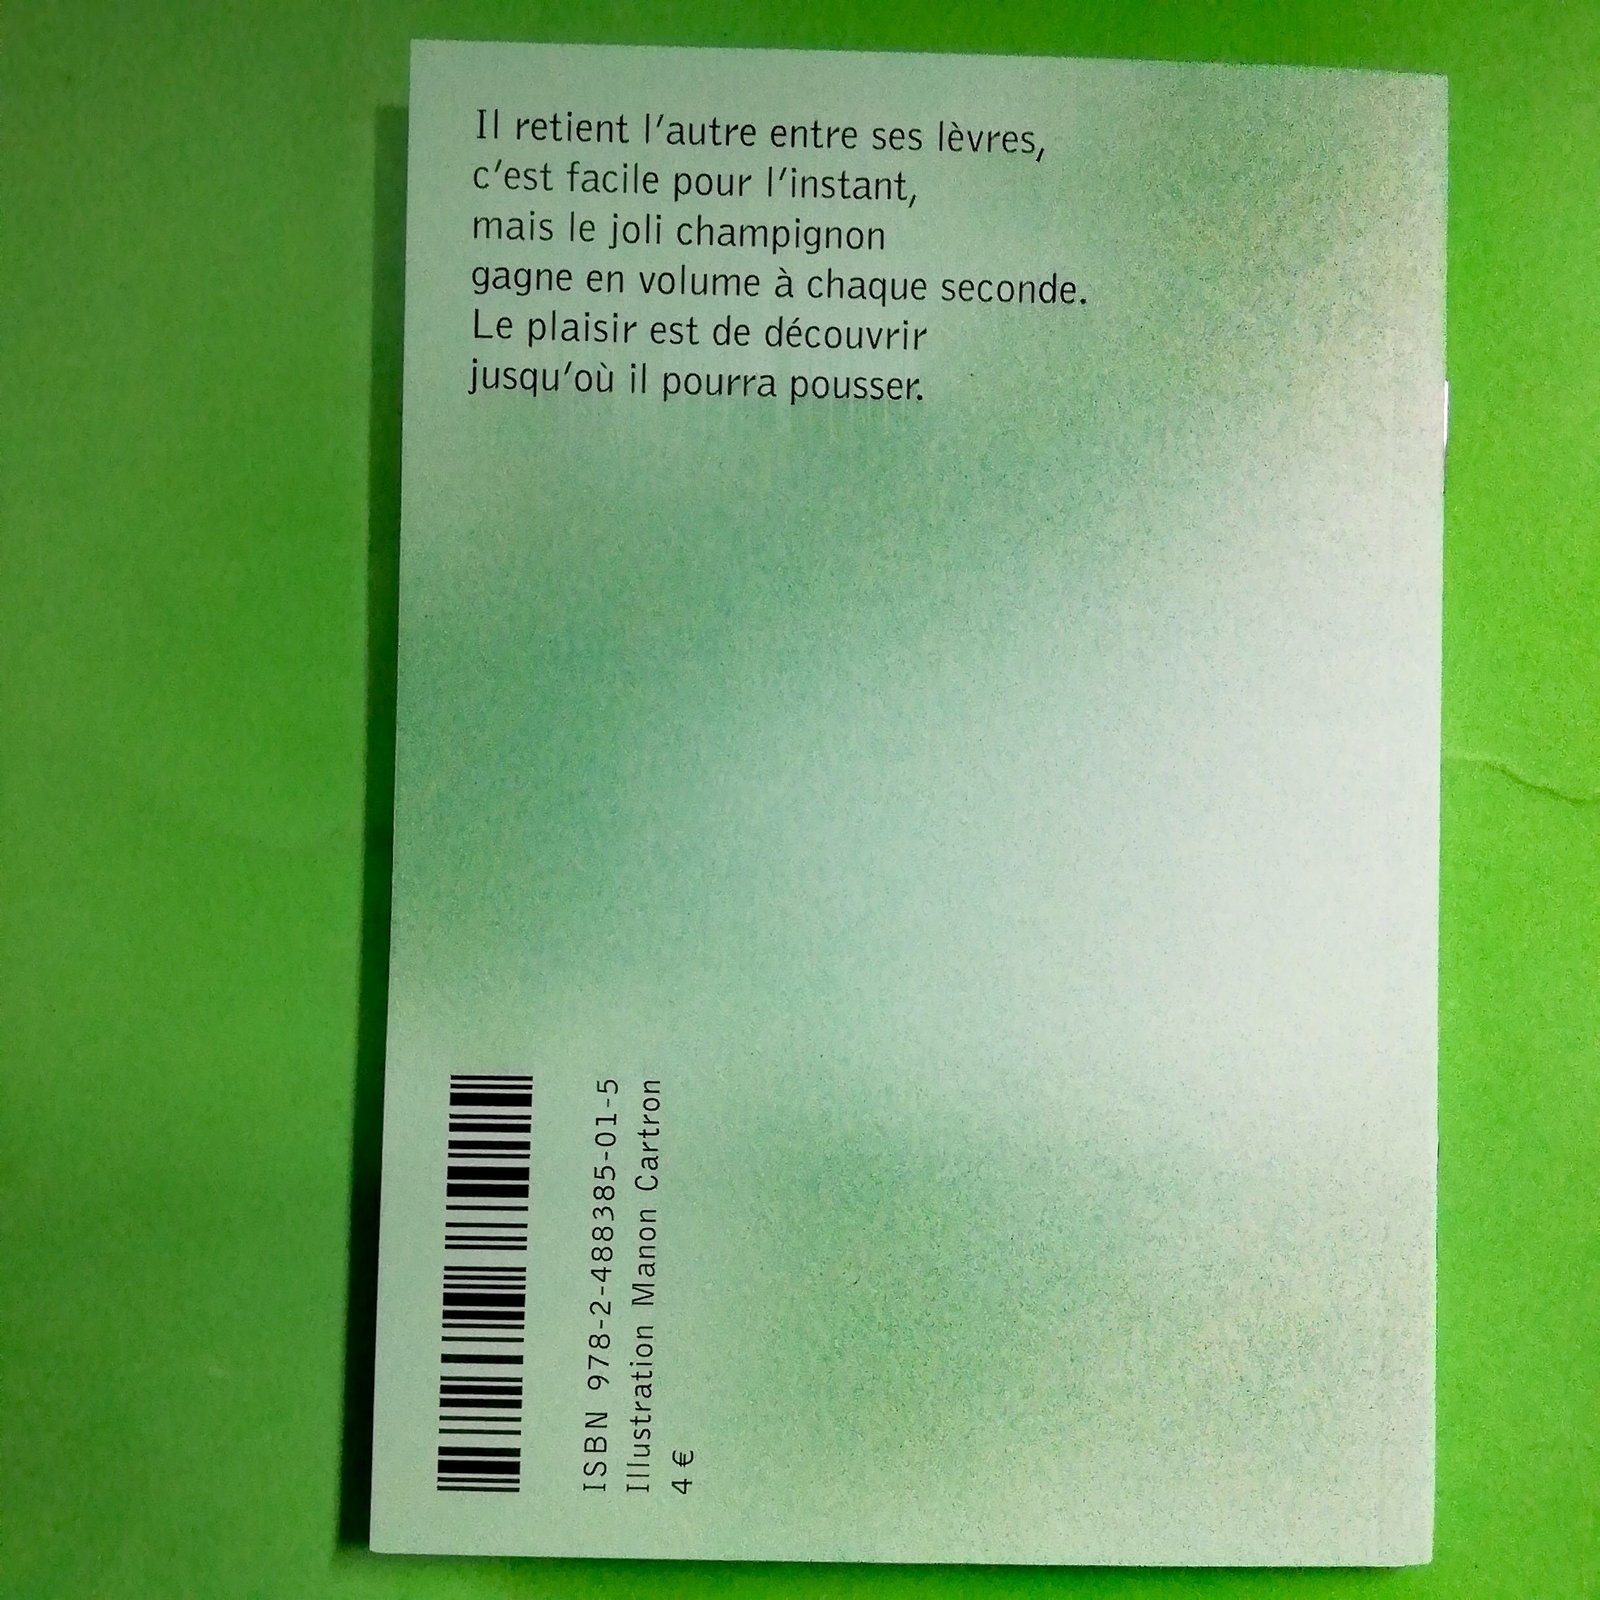 Il retient l’autre entre ses lèvres,
c’est facile pour l’instant,
mais le joli champignon
gagne en volume à chaque seconde.
Le plaisir est de découvrir
jusqu’où il pourra pousser.
ISBN 978-2-488385-01-5
Illustration Manon Cartron
4 €